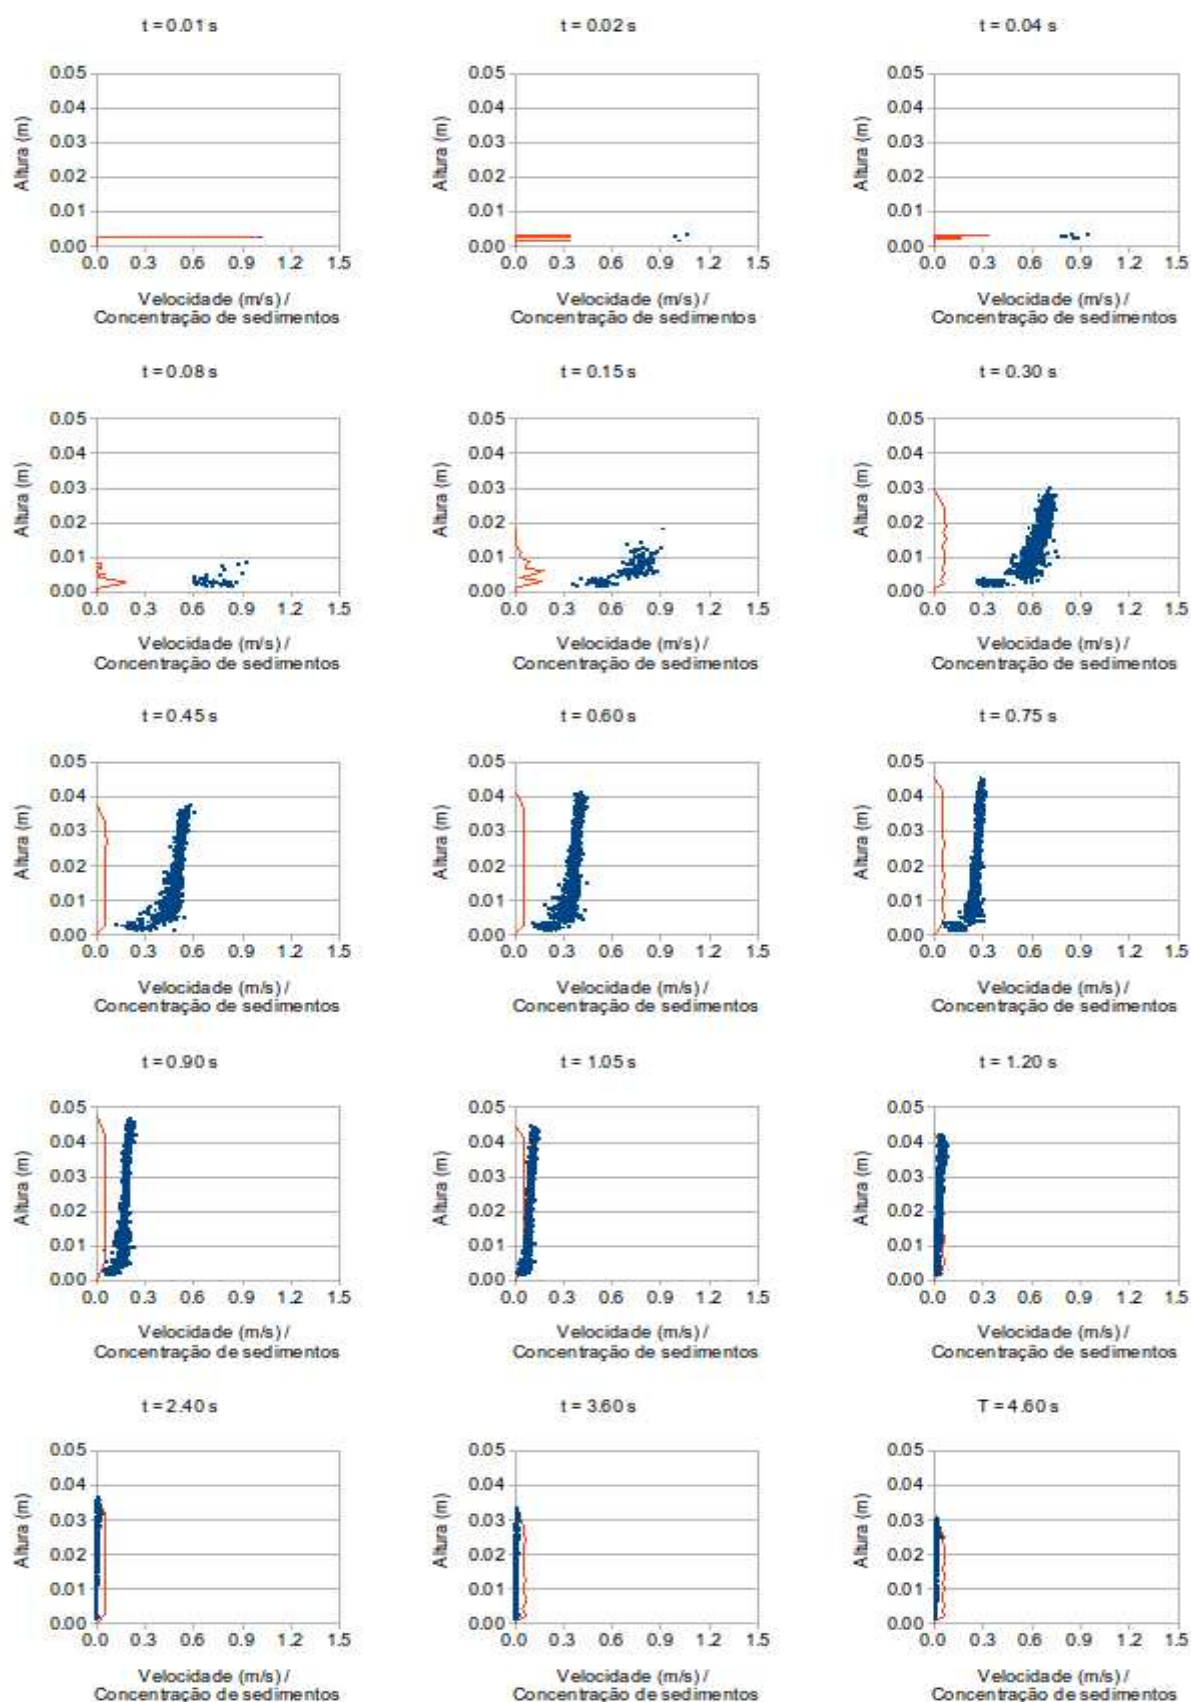 t = 0.01 s
t = 0.02 s
t = 0.04 s
0.05
0.04
0.03
0.02
0.01
0.00
Altura (m)
0.0 0.3 0.6 0.9 1.2 1.5
Velocidade (m/s) /
Concentração de sedimentos
0.05
0.04
0.03
0.02
0.01
0.00
Altura (m)
0.0 0.3 0.6 0.9 1.2 1.5
Velocidade (m/s) /
Concentração de sedimentos
0.05
0.04
0.03
0.02
0.01
0.00
Altura (m)
0.0 0.3 0.6 0.9 1.2 1.5
Velocidade (m/s) /
Concentração de sedimentos
t = 0.08 s
t = 0.15 s
t = 0.30 s
0.05
0.04
0.03
0.02
0.01
0.00
Altura (m)
0.0 0.3 0.6 0.9 1.2 1.5
Velocidade (m/s) /
Concentração de sedimentos
0.05
0.04
0.03
0.02
0.01
0.00
Altura (m)
0.0 0.3 0.6 0.9 1.2 1.5
Velocidade (m/s) /
Concentração de sedimentos
0.05
0.04
0.03
0.02
0.01
0.00
Altura (m)
0.0 0.3 0.6 0.9 1.2 1.5
Velocidade (m/s) /
Concentração de sedimentos
t = 0.45 s
t = 0.60 s
t = 0.75 s
0.05
0.04
0.03
0.02
0.01
0.00
Altura (m)
0.0 0.3 0.6 0.9 1.2 1.5
Velocidade (m/s) /
Concentração de sedimentos
0.05
0.04
0.03
0.02
0.01
0.00
Altura (m)
0.0 0.3 0.6 0.9 1.2 1.5
Velocidade (m/s) /
Concentração de sedimentos
0.05
0.04
0.03
0.02
0.01
0.00
Altura (m)
0.0 0.3 0.6 0.9 1.2 1.5
Velocidade (m/s) /
Concentração de sedimentos
t = 0.90 s
t = 1.05 s
t = 1.20 s
0.05
0.04
0.03
0.02
0.01
0.00
Altura (m)
0.0 0.3 0.6 0.9 1.2 1.5
Velocidade (m/s) /
Concentração de sedimentos
0.05
0.04
0.03
0.02
0.01
0.00
Altura (m)
0.0 0.3 0.6 0.9 1.2 1.5
Velocidade (m/s) /
Concentração de sedimentos
0.05
0.04
0.03
0.02
0.01
0.00
Altura (m)
0.0 0.3 0.6 0.9 1.2 1.5
Velocidade (m/s) /
Concentração de sedimentos
t = 2.40 s
t = 3.60 s
T = 4.60 s
0.05
0.04
0.03
0.02
0.01
0.00
Altura (m)
0.0 0.3 0.6 0.9 1.2 1.5
Velocidade (m/s) /
Concentração de sedimentos
0.05
0.04
0.03
0.02
0.01
0.00
Altura (m)
0.0 0.3 0.6 0.9 1.2 1.5
Velocidade (m/s) /
Concentração de sedimentos
0.05
0.04
0.03
0.02
0.01
0.00
Altura (m)
0.0 0.3 0.6 0.9 1.2 1.5
Velocidade (m/s) /
Concentração de sedimentos